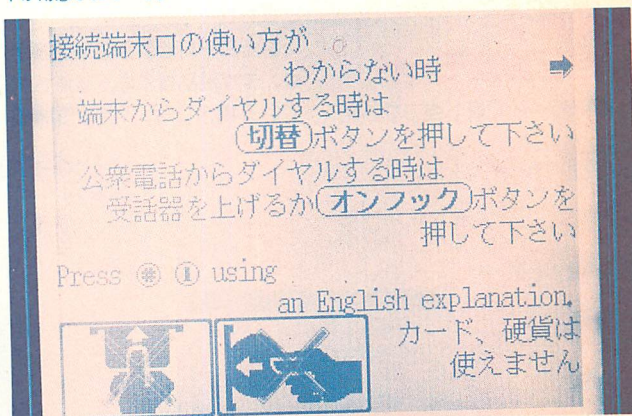 接続端末口の使い方が
わからない時 ➡
端末からダイヤルする時は
切替ボタンを押して下さい
公衆電話からダイヤルする時は
受話器を上げるかオンフックボタンを
押して下さい
Press ⊛ ① using
an English explanation.
カード、硬貨は
使えません